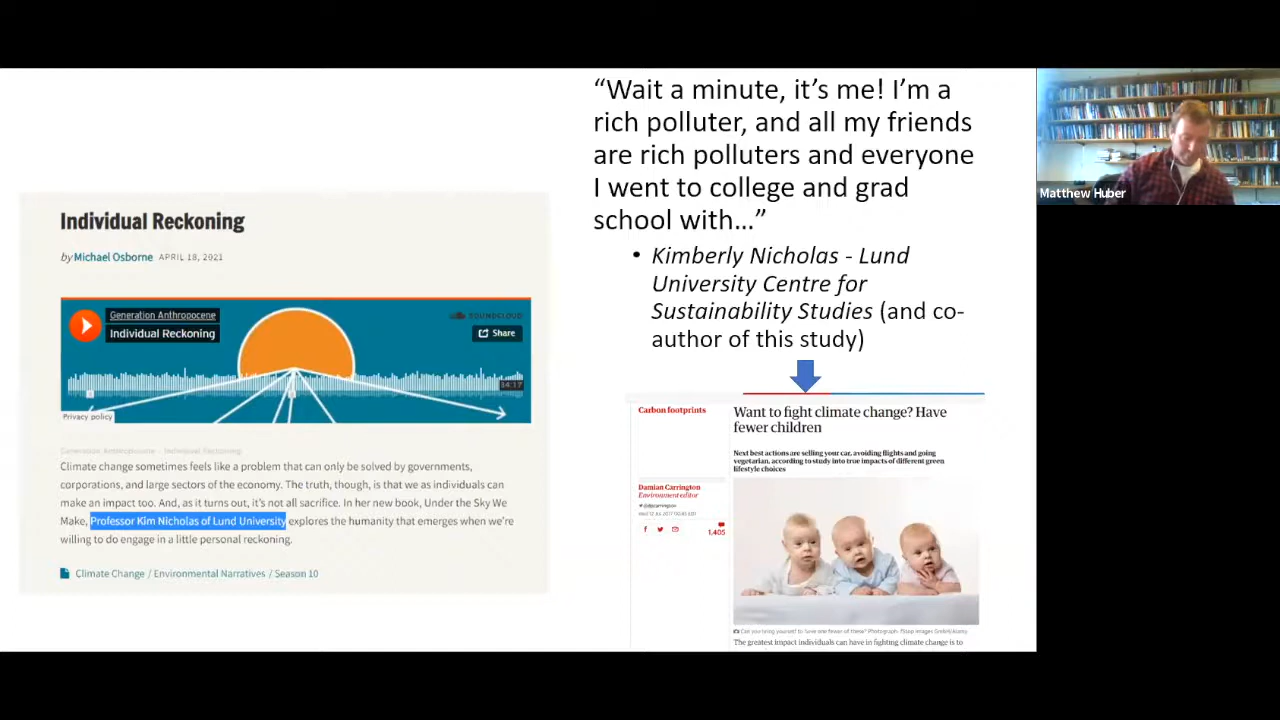 Individual Reckoning
by Michael Osborne APRIL 18, 2021
Generation Anthropocene
Individual Reckoning
SOUNDCLOUD
Share
34:17
Privacy policy
Generation Anthropocene – Individual Reckoning
Climate change sometimes feels like a problem that can only be solved by governments,
corporations, and large sectors of the economy. The truth, though, is that we as individuals can
make an impact too. And, as it turns out, it's not all sacrifice. In her new book, Under the Sky We
Make, Professor Kim Nicholas of Lund University explores the humanity that emerges when we're
willing to do engage in a little personal reckoning.
Climate Change / Environmental Narratives / Season 10
“Wait a minute, it’s me! I’m a
rich polluter, and all my friends
are rich polluters and everyone
I went to college and grad
school with…”
• Kimberly Nicholas - Lund
University Centre for
Sustainability Studies (and co-
author of this study)
Carbon footprints
Want to fight climate change? Have
fewer children
Next best actions are selling your car, avoiding flights and going
vegetarian, according to study into true impacts of different green
lifestyle choices
Damian Carrington
Environment editor
1,405
The greatest impact individuals can have in fighting climate change is to
Matthew Huber